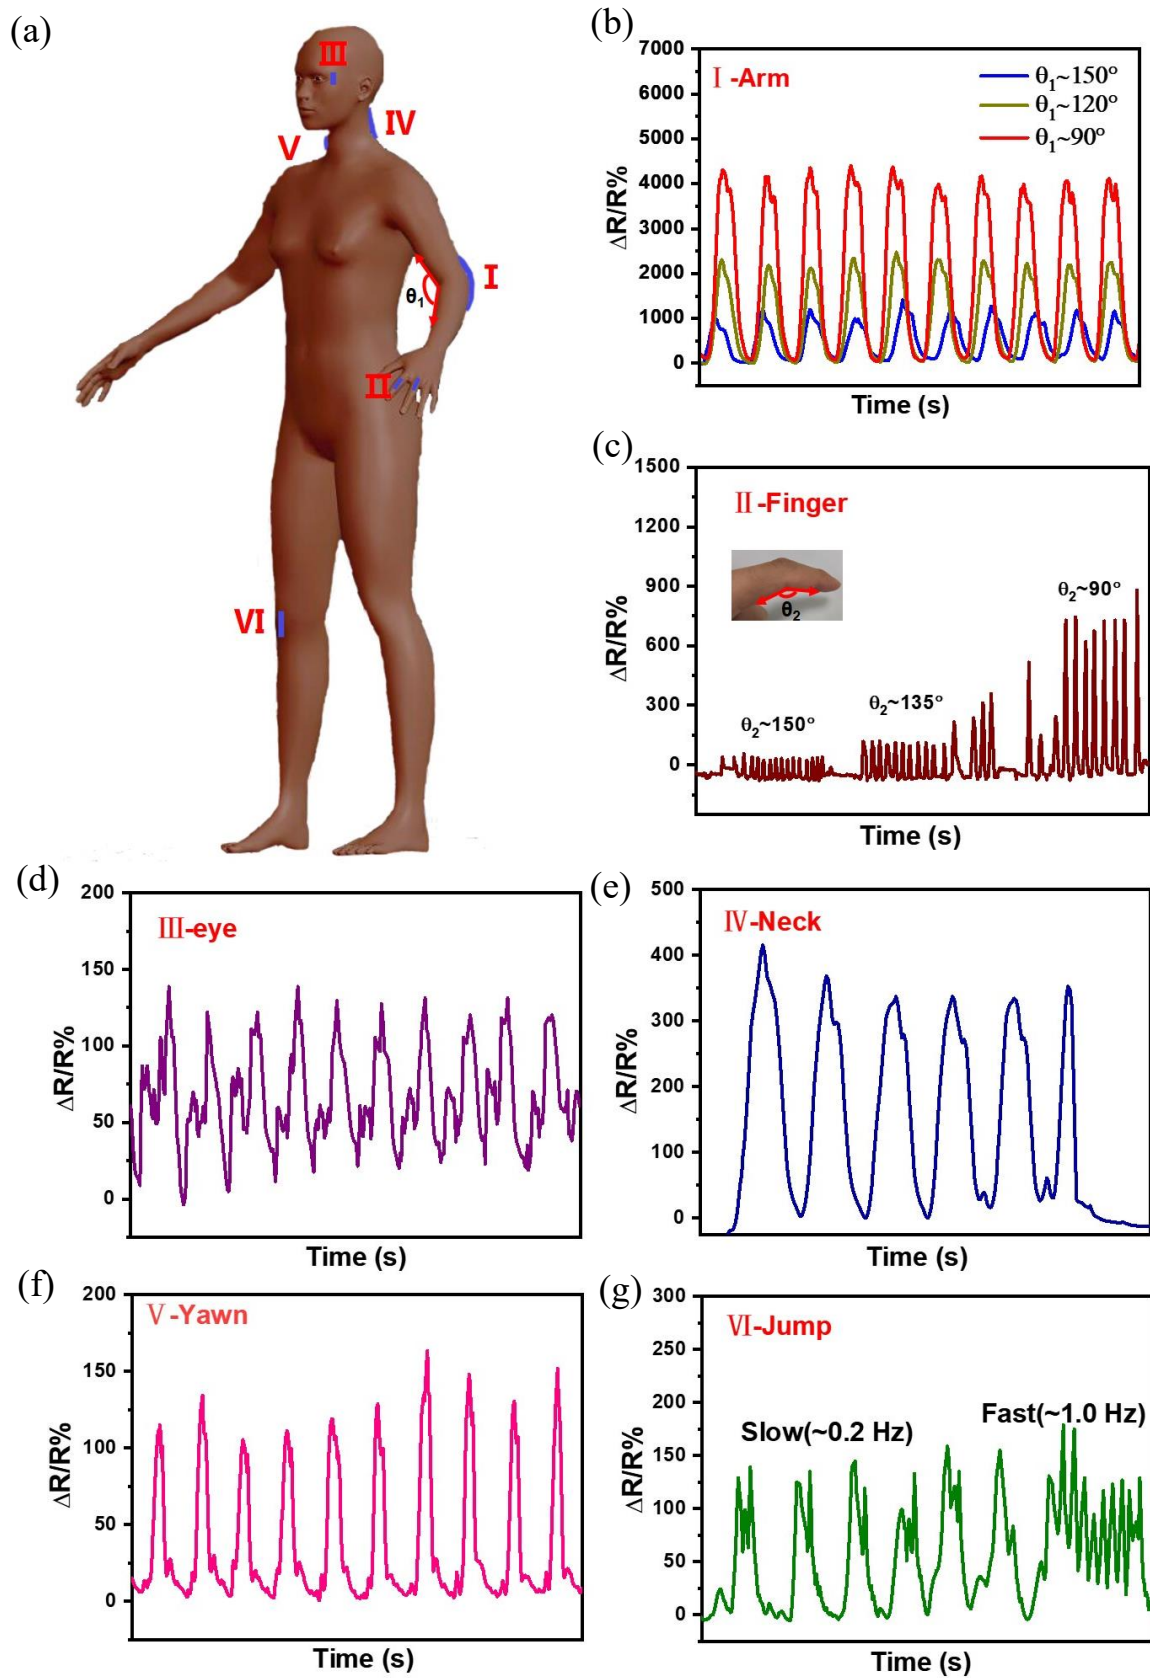 (a)
III
IV
V
I
θ1
II
VI
(b)
7000
6000
5000
4000
3000
2000
1000
0
ΔR/R%
I -Arm
θ1~150°
θ1~120°
θ1~90°
Time (s)
(c)
1500
1200
900
600
300
0
ΔR/R%
II -Finger
θ2
θ2~150°
θ2~135°
θ2~90°
Time (s)
(d)
200
150
100
50
0
ΔR/R%
III-eye
Time (s)
(e)
500
400
300
200
100
0
ΔR/R%
IV-Neck
Time (s)
(f)
200
150
100
50
0
ΔR/R%
V -Yawn
Time (s)
(g)
300
250
200
150
100
50
0
ΔR/R%
VI-Jump
Slow(~0.2 Hz)
Fast(~1.0 Hz)
Time (s)